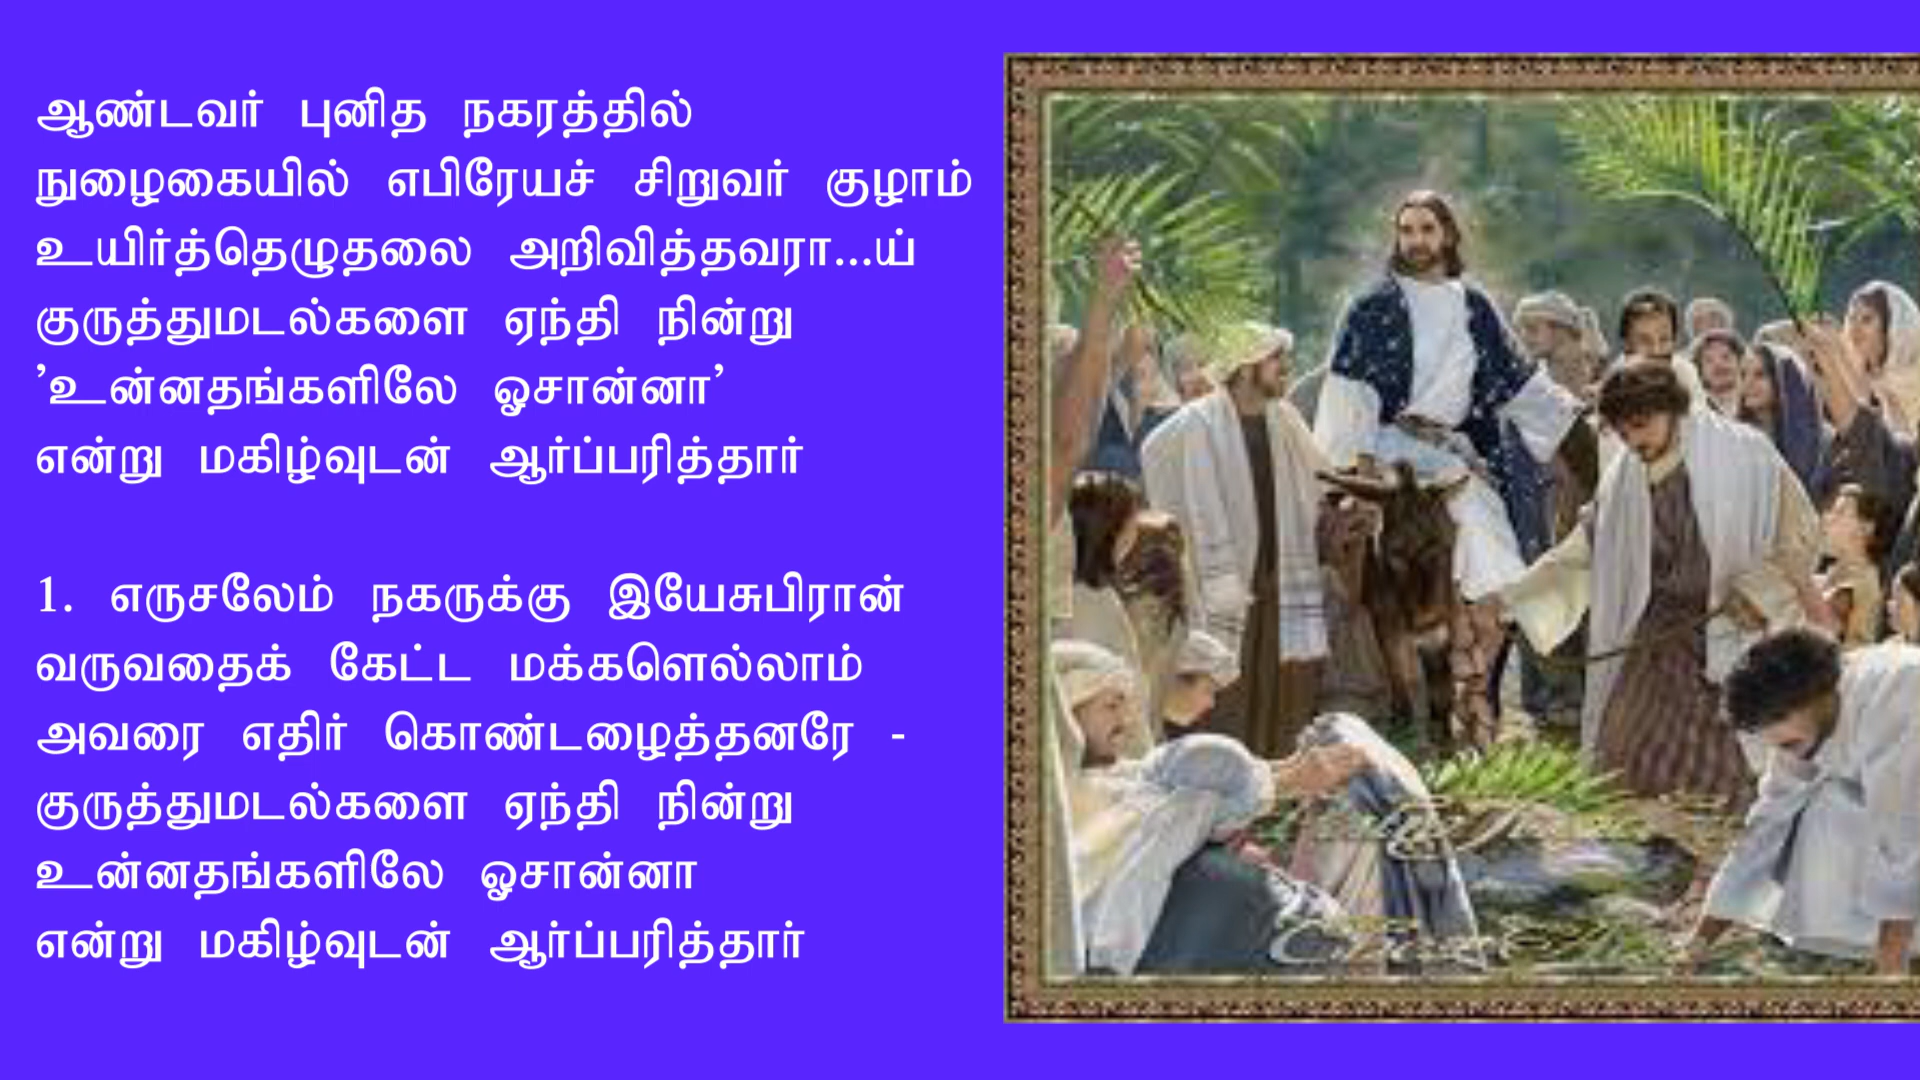 ஆண்டவர் புனித நகரத்தில்
நுழைகையில் எபிரேயச் சிறுவர் குழாம்
உயிர்த்தெழுதலை அறிவித்தவரா...ய்
குருத்துமடல்களை ஏந்தி நின்று
'உன்னதங்களிலே ஓசான்னா'
என்று மகிழ்வுடன் ஆர்ப்பரித்தார்
1. எருசலேம் நகருக்கு இயேசுபிரான்
வருவதைக் கேட்ட மக்களெல்லாம்
அவரை எதிர் கொண்டழைத்தனரே -
குருத்துமடல்களை ஏந்தி நின்று
உன்னதங்களிலே ஓசான்னா
என்று மகிழ்வுடன் ஆர்ப்பரித்தார்